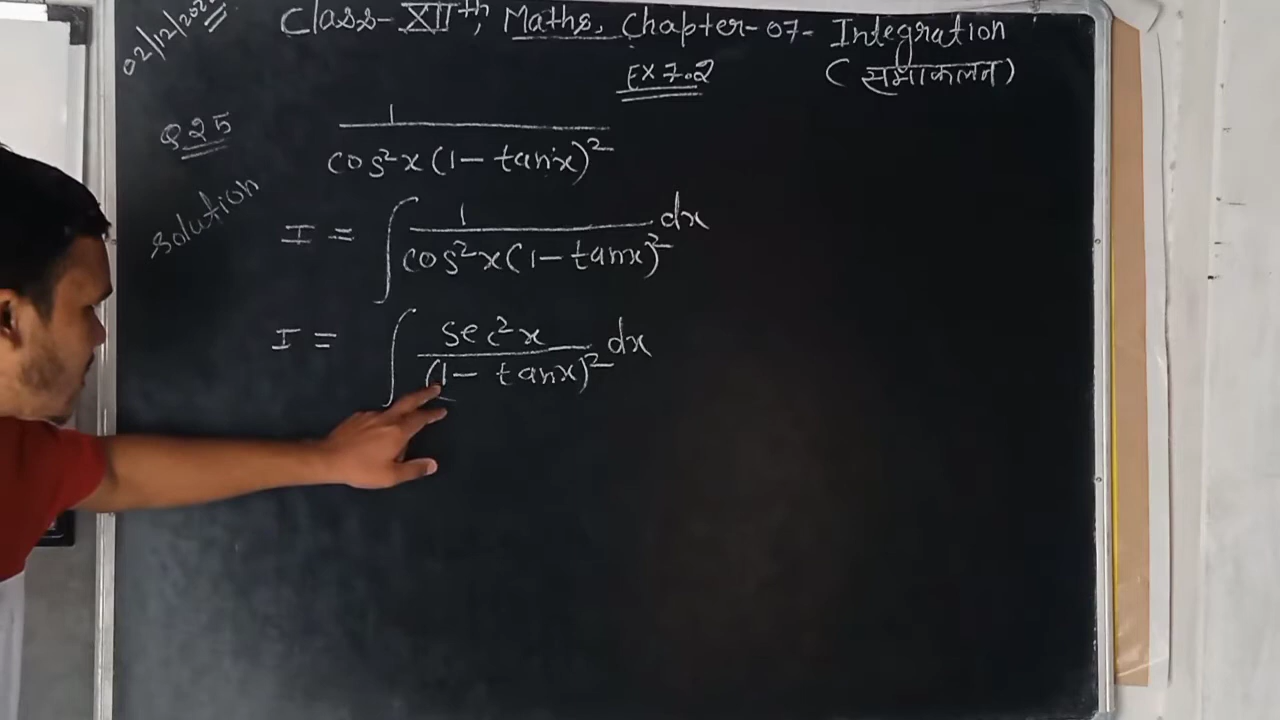 02/12/202
Class-XIIth, Maths, Chapter-07- Integration
EX 7.2 (समाकलन)
Q25 1/cos²x(1-tanx)²
Solution
I = ∫ 1/cos²x(1-tanx)² dx
I = ∫ sec²x/(1-tanx)² dx